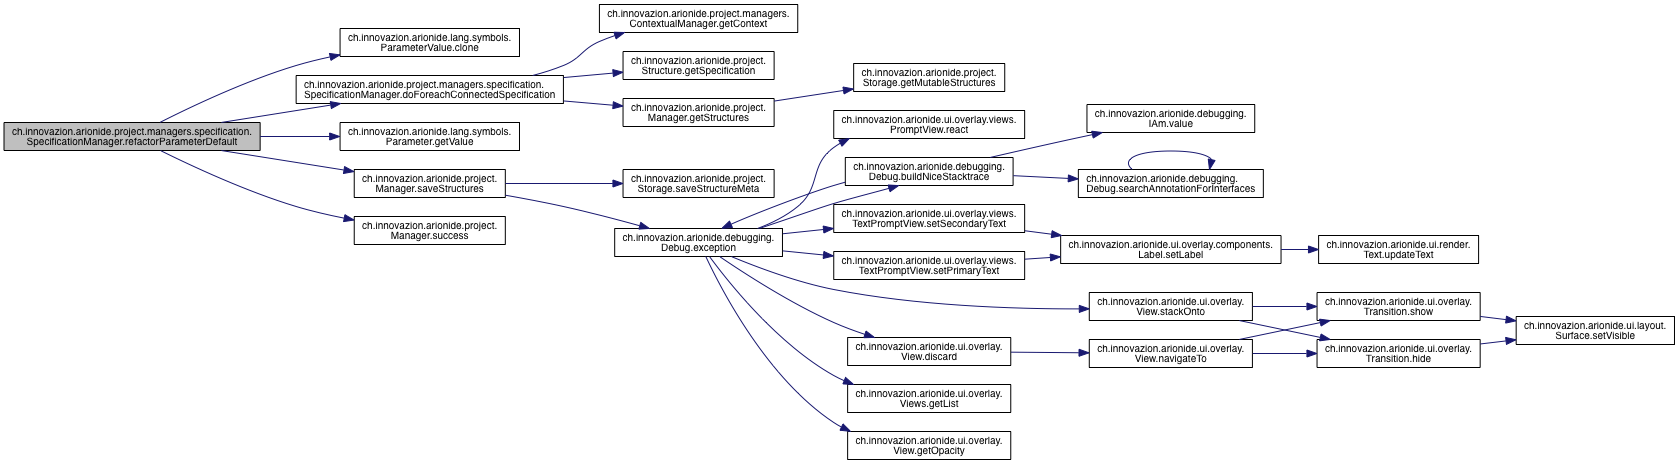 ch.innovazion.arionide.project.managers.specification.
SpecificationManager.refactorParameterDefault
ch.innovazion.arionide.lang.symbols.
ParameterValue.clone
ch.innovazion.arionide.project.managers.specification.
SpecificationManager.doForeachConnectedSpecification
ch.innovazion.arionide.lang.symbols.
Parameter.getValue
ch.innovazion.arionide.project.
Manager.saveStructures
ch.innovazion.arionide.project.
Manager.success
ch.innovazion.arionide.project.managers.
ContextualManager.getContext
ch.innovazion.arionide.project.
Structure.getSpecification
ch.innovazion.arionide.project.
Manager.getStructures
ch.innovazion.arionide.project.
Storage.saveStructureMeta
ch.innovazion.arionide.debugging.
Debug.exception
ch.innovazion.arionide.project.
Storage.getMutableStructures
ch.innovazion.arionide.ui.overlay.views.
PromptView.react
ch.innovazion.arionide.debugging.
Debug.buildNiceStacktrace
ch.innovazion.arionide.ui.overlay.views.
TextPromptView.setSecondaryText
ch.innovazion.arionide.ui.overlay.views.
TextPromptView.setPrimaryText
ch.innovazion.arionide.ui.overlay.
View.discard
ch.innovazion.arionide.ui.overlay.
Views.getList
ch.innovazion.arionide.ui.overlay.
View.getOpacity
ch.innovazion.arionide.debugging.
IAm.value
ch.innovazion.arionide.debugging.
Debug.searchAnnotationForInterfaces
ch.innovazion.arionide.ui.overlay.components.
Label.setLabel
ch.innovazion.arionide.ui.overlay.
View.stackOnto
ch.innovazion.arionide.ui.overlay.
View.navigateTo
ch.innovazion.arionide.ui.render.
Text.updateText
ch.innovazion.arionide.ui.overlay.
Transition.show
ch.innovazion.arionide.ui.overlay.
Transition.hide
ch.innovazion.arionide.ui.layout.
Surface.setVisible